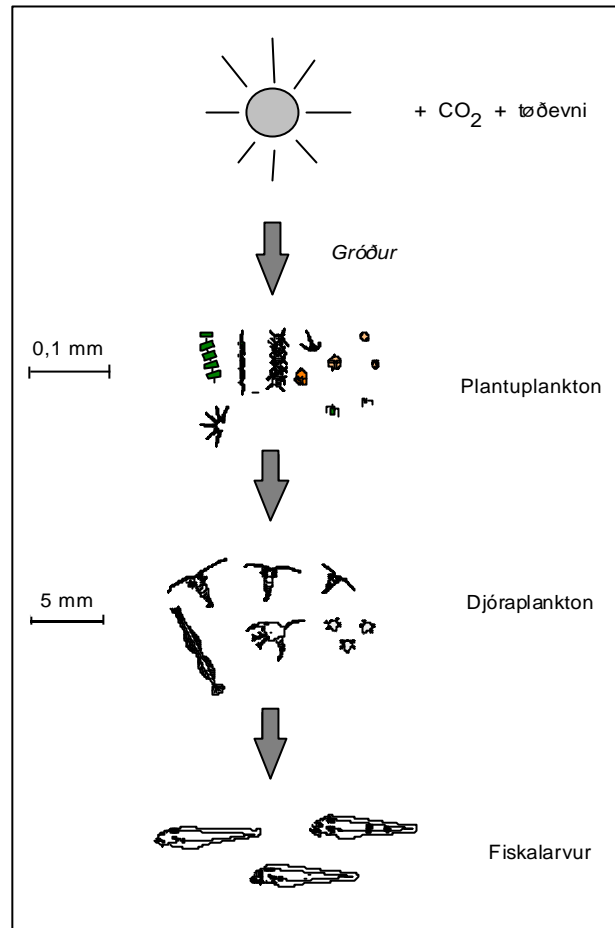 + CO₂ + tøðevni
Gróður
0,1 mm
Plantuplankton
5 mm
Djóraplankton
Fiskalarvur